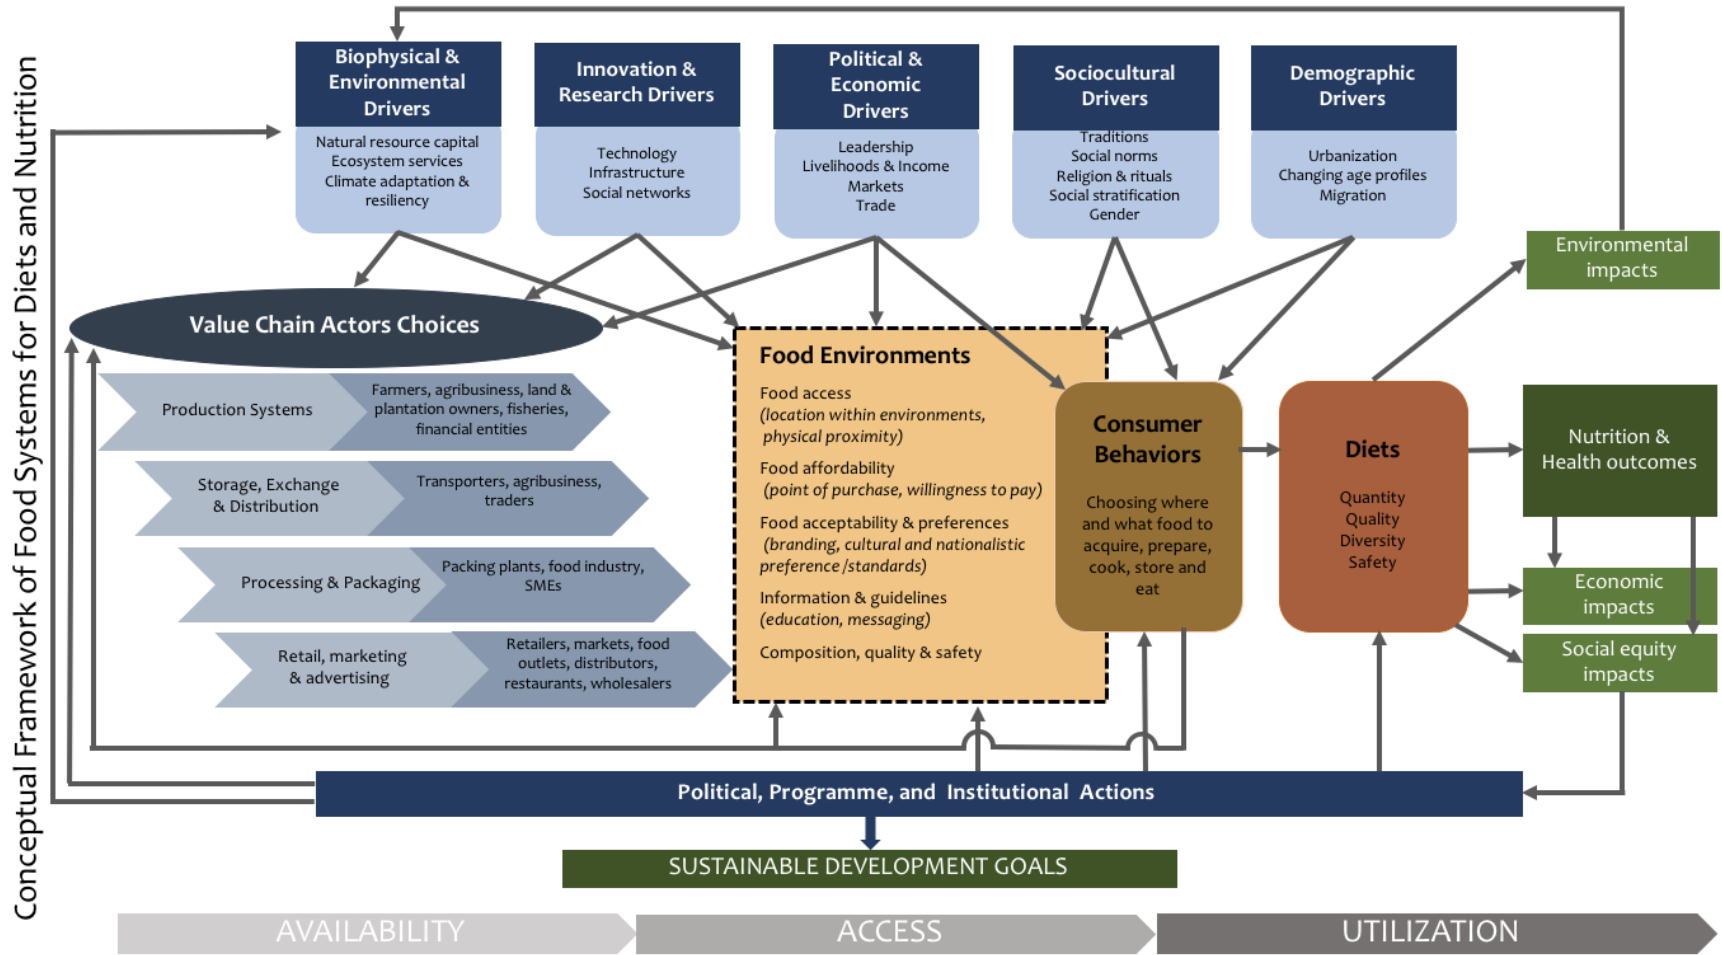 Conceptual Framework of Food Systems for Diets and Nutrition
Biophysical &
Environmental
Drivers
Natural resource capital
Ecosystem services
Climate adaptation &
resiliency
Innovation &
Research Drivers
Technology
Infrastructure
Social networks
Political &
Economic
Drivers
Leadership
Livelihoods & Income
Markets
Trade
Sociocultural
Drivers
Traditions
Social norms
Religion & rituals
Social stratification
Gender
Demographic
Drivers
Urbanization
Changing age profiles
Migration
Environmental
impacts
Value Chain Actors Choices
Production Systems
Farmers, agribusiness, land &
plantation owners, fisheries,
financial entities
Storage, Exchange
& Distribution
Transporters, agribusiness,
traders
Processing & Packaging
Packing plants, food industry,
SMEs
Retail, marketing
& advertising
Retailers, markets, food
outlets, distributors,
restaurants, wholesalers
Food Environments
Food access
(location within environments,
physical proximity)
Food affordability
(point of purchase, willingness to pay)
Food acceptability & preferences
(branding, cultural and nationalistic
preference /standards)
Information & guidelines
(education, messaging)
Composition, quality & safety
Consumer
Behaviors
Choosing where
and what food to
acquire, prepare,
cook, store and
eat
Diets
Quantity
Quality
Diversity
Safety
Nutrition &
Health outcomes
Economic
impacts
Social equity
impacts
Political, Programme, and Institutional Actions
SUSTAINABLE DEVELOPMENT GOALS
AVAILABILITY
ACCESS
UTILIZATION